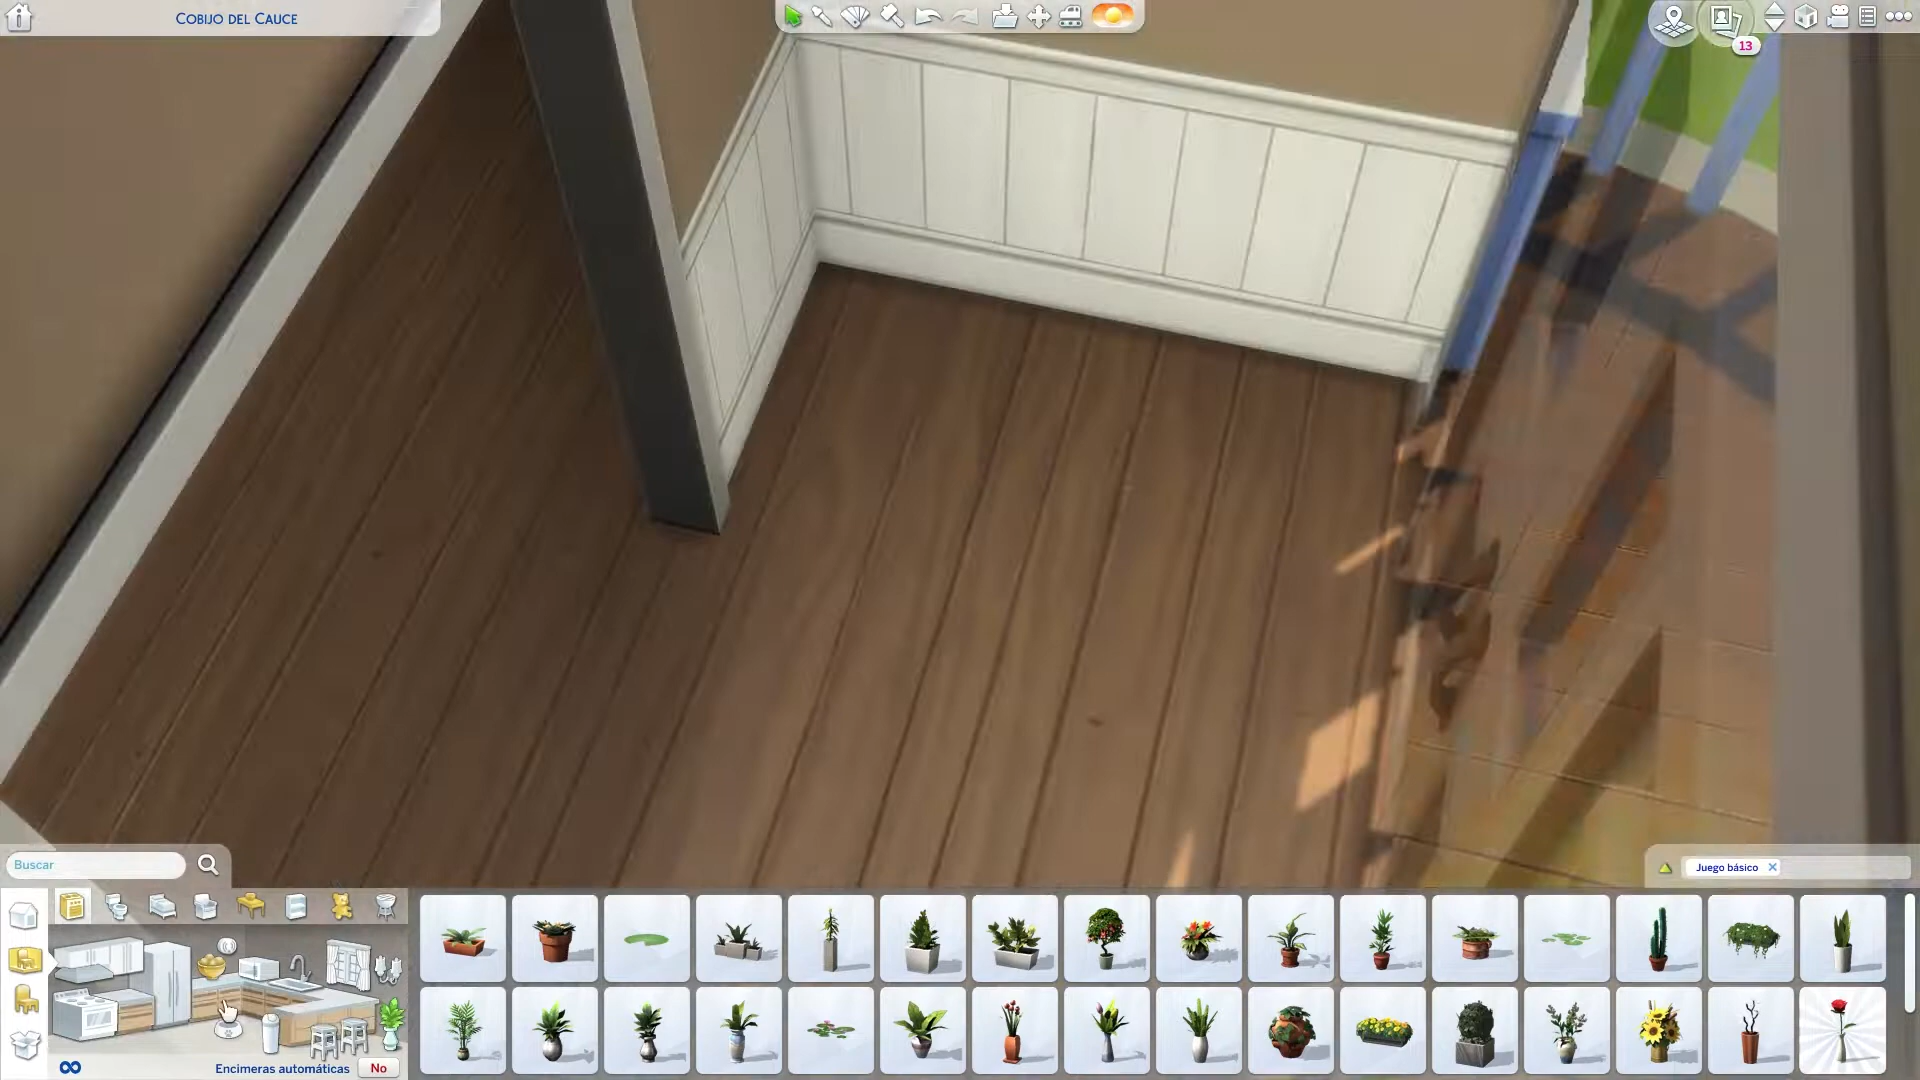 COBIJO DEL CAUCE
13
Buscar
Juego básico
Encimeras automáticas No